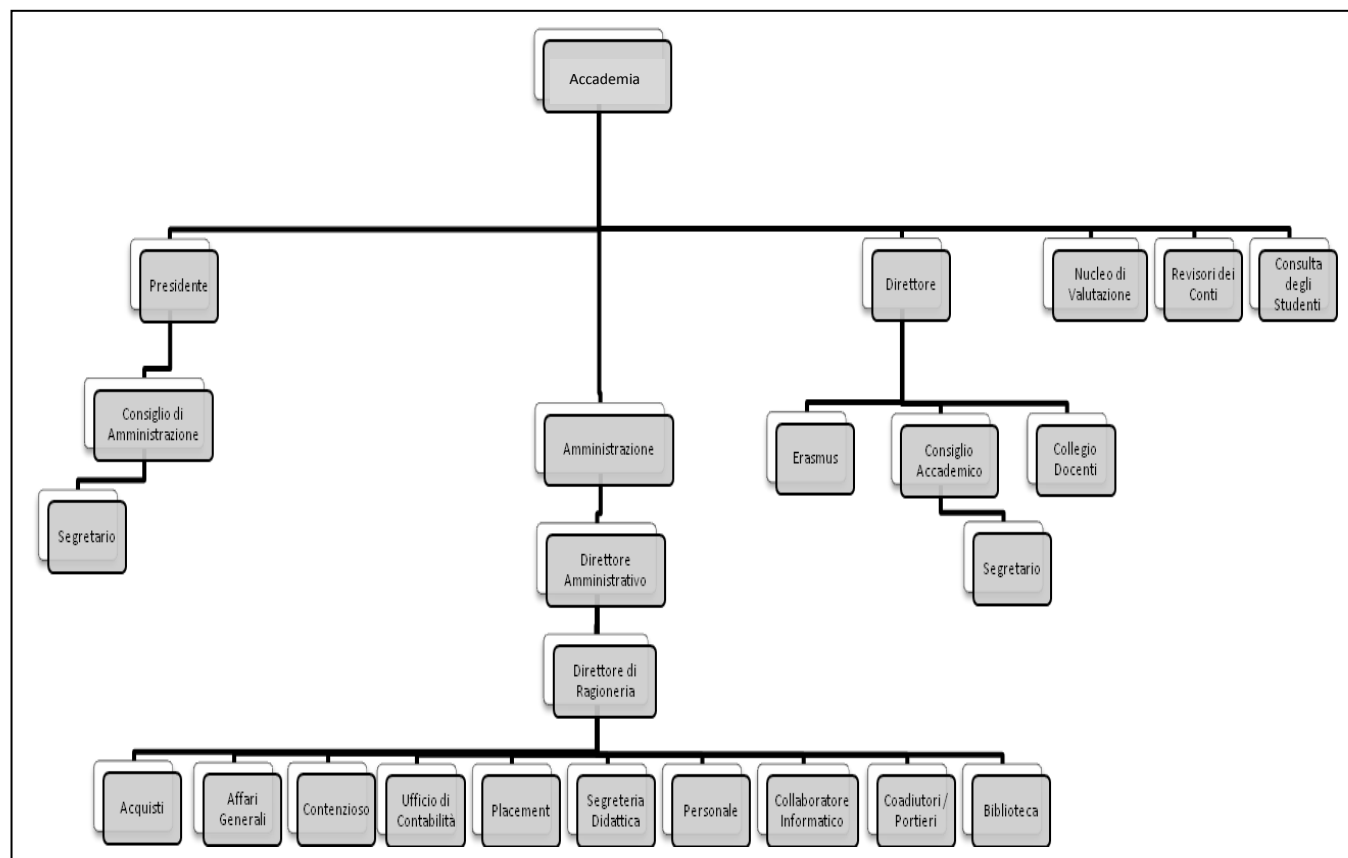 Accademia
Presidente
Direttore
Nucleo di
Valutazione
Revisori dei
Conti
Consulta
degli
Studenti
Consiglio di
Amministrazione
Amministrazione
Erasmus
Consiglio
Accademico
Collegio
Docenti
Segretario
Direttore
Amministrativo
Segretario
Direttore di
Ragioneria
Acquisti
Affari
Generali
Contenzioso
Ufficio di
Contabilità
Placement
Segreteria
Didattica
Personale
Collaboratore
Informatico
Coadiutori /
Portieri
Biblioteca